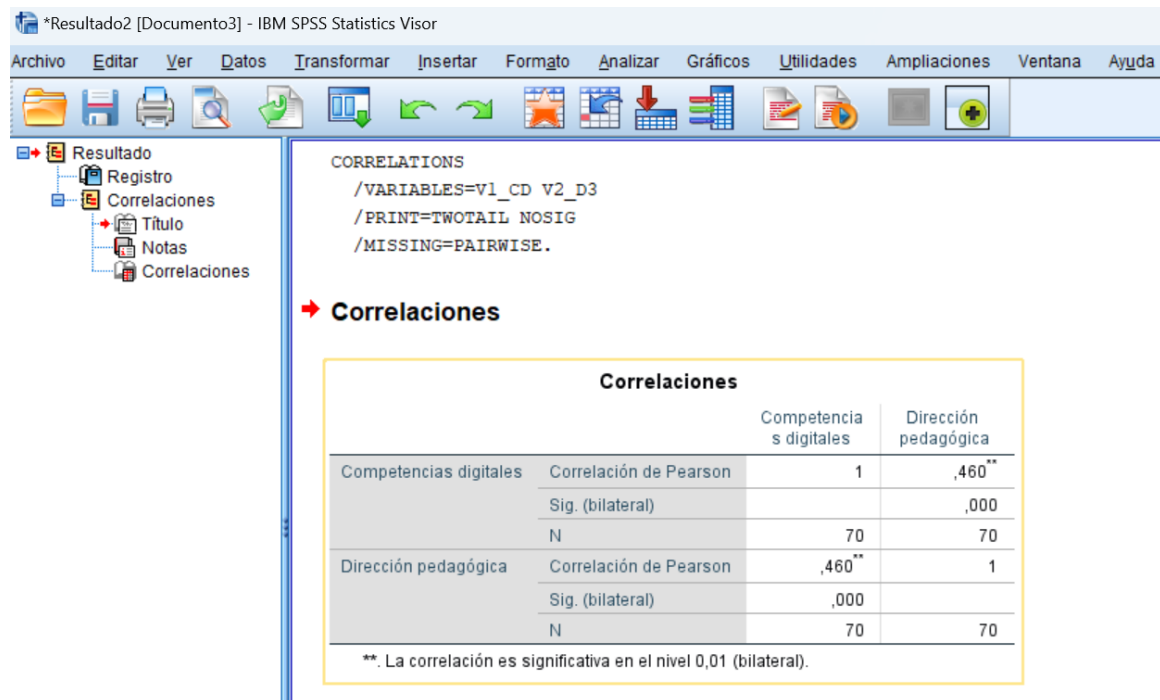 *Resultado2 [Documento3] - IBM SPSS Statistics Visor
Archivo Editar Ver Datos Transformar Insertar Formato Analizar Gráficos Utilidades Ampliaciones Ventana Ayuda
Resultado
Registro
Correlaciones
Título
Notas
Correlaciones
CORRELATIONS
/VARIABLES=V1_CD V2_D3
/PRINT=TWOTAIL NOSIG
/MISSING=PAIRWISE.
Correlaciones
Correlaciones
Competencia
s digitales
Dirección
pedagógica
Competencias digitales Correlación de Pearson 1 ,460**
Sig. (bilateral) ,000
N 70 70
Dirección pedagógica Correlación de Pearson ,460** 1
Sig. (bilateral) ,000
N 70 70
**. La correlación es significativa en el nivel 0,01 (bilateral).